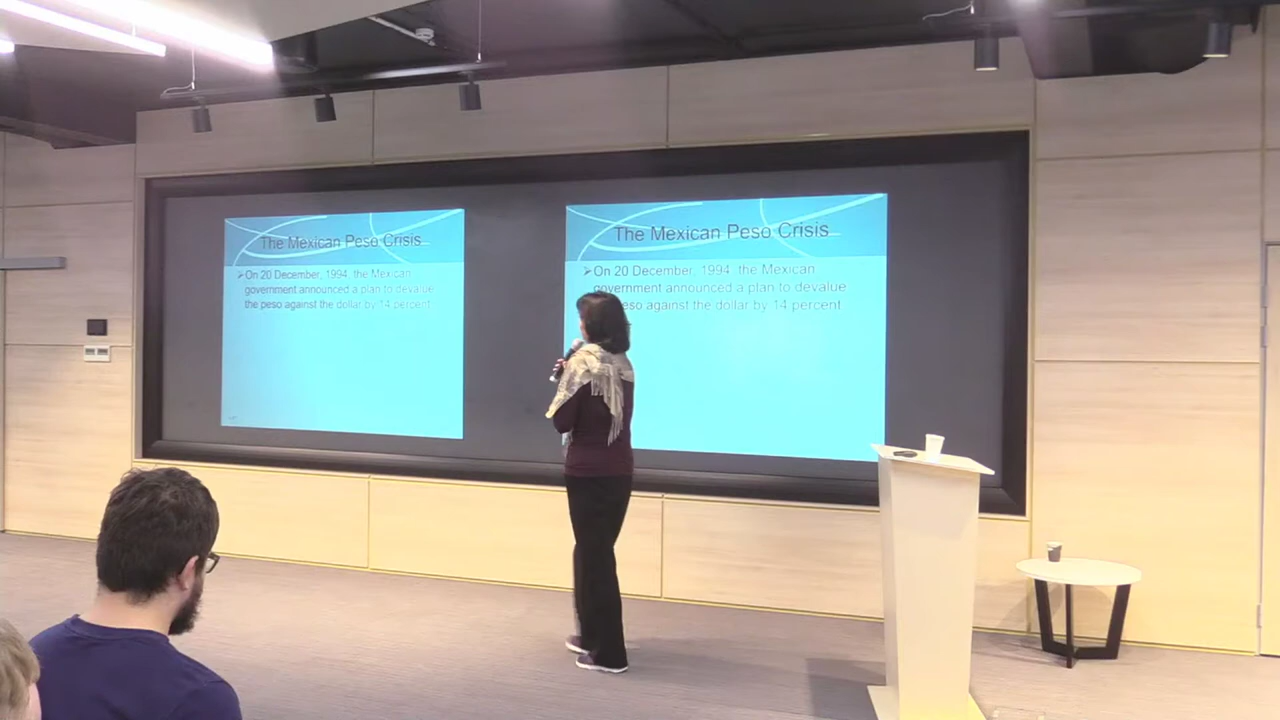 The Mexican Peso Crisis
➢On 20 December, 1994, the Mexican
government announced a plan to devalue
the peso against the dollar by 14 percent
The Mexican Peso Crisis
➢On 20 December, 1994, the Mexican
government announced a plan to devalue
peso against the dollar by 14 percent